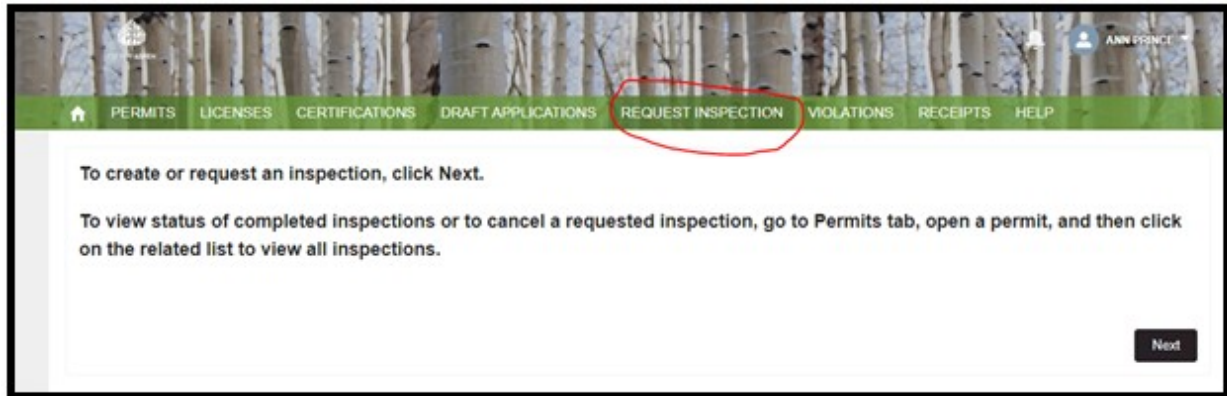 ANN PRINCE
PERMITS LICENSES CERTIFICATIONS DRAFT APPLICATIONS REQUEST INSPECTION VIOLATIONS RECEIPTS HELP
To create or request an inspection, click Next.
To view status of completed inspections or to cancel a requested inspection, go to Permits tab, open a permit, and then click
on the related list to view all inspections.
Next